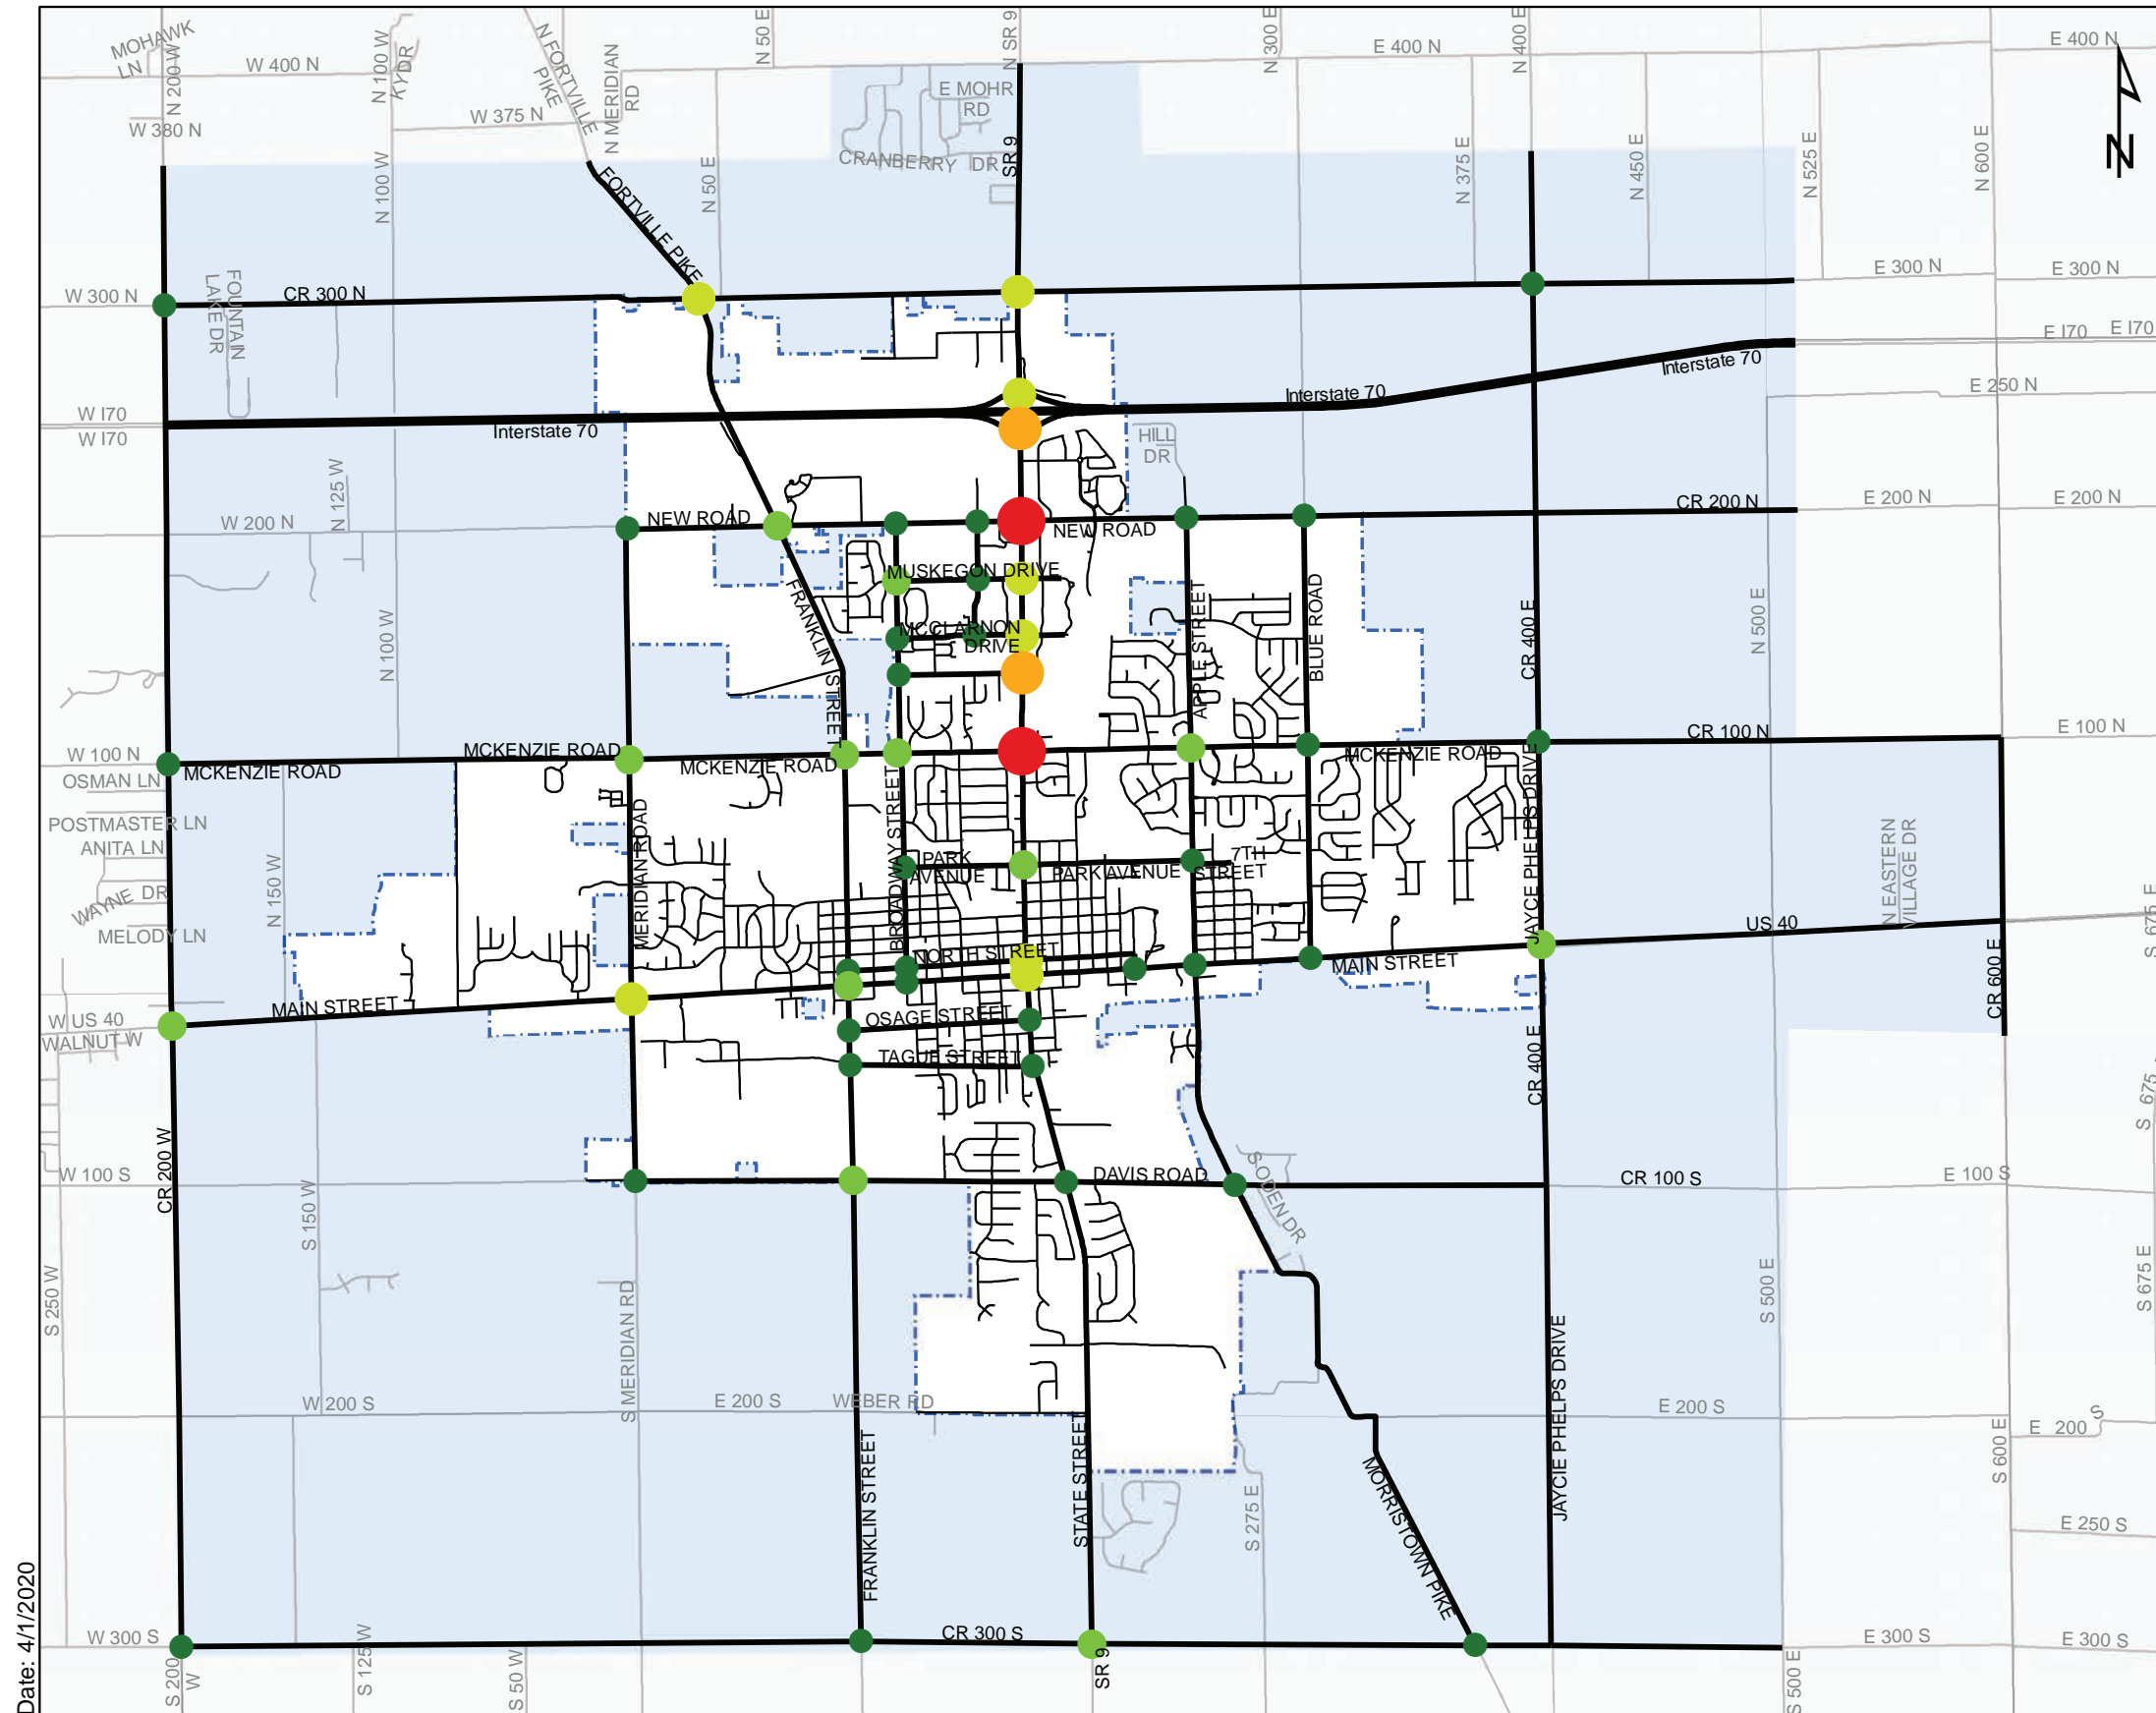 MOHAWK
LN
N 200 W
W 400 N
N 100 W
KYDR
N FORTVILLE
PIKE
N MERIDIAN
RD
N 50 E
N SR 9
N 300 E
E 400 N
N 400 E
E 400 N
W 380 N
W 375 N
E MOHR
RD
CRANBERRY DR
SR 9
N 100 W
N 50 E
N 375 E
N 450 E
N 525 E
N 600 E
N
FORTVILLE PIKE
W 300 N
CR 300 N
FOUNTAIN
LAKE DR
E 300 N
E 300 N
E I70
E I70
Interstate 70
Interstate 70
Interstate 70
E 250 N
W I70
W I70
HILL
DR
N 125 W
W 200 N
NEW ROAD
NEW ROAD
CR 200 N
E 200 N
E 200 N
MUSKEGON DRIVE
MCCLARNON
DRIVE
FRANKLIN STREET
APPLE STREET
BLUE ROAD
CR 400 E
N 500 E
N 100 W
W 100 N
MCKENZIE ROAD
MCKENZIE ROAD
MCKENZIE ROAD
MCKENZIE ROAD
CR 100 N
E 100 N
OSMAN LN
POSTMASTER LN
ANITA LN
WAYNE DR
MELODY LN
N 150 W
MERIDIAN ROAD
BROADWAY STREET
PARK
AVENUE
PARK AVENUE
7TH
STREET
JAYCE PHELPS DRIVE
N EASTERN
VILLAGE DR
US 40
S 675 E
NORTH STREET
MAIN STREET
MAIN STREET
CR 600 E
W US 40
WALNUT W
OSAGE STREET
TAGUE STREET
CR 400 E
S 675
CR 200 W
W 100 S
DAVIS ROAD
CR 100 S
E 100 S
S 150 W
S ODEN DR
S 250 W
S MERIDIAN RD
S 500 E
S 675 E
JAYCIE PHELPS DRIVE
W 200 S
E 200 S
WEBER RD
E 200 S
E 200 S
S 600 E
FRANKLIN STREET
STATE STREET
S 275 E
MORRISTOWN PIKE
E 250 S
W 300 S
CR 300 S
E 300 S
E 300 S
S 200
W
S 125 W
S 50 W
SR 9
S 500 E
Date: 4/1/2020